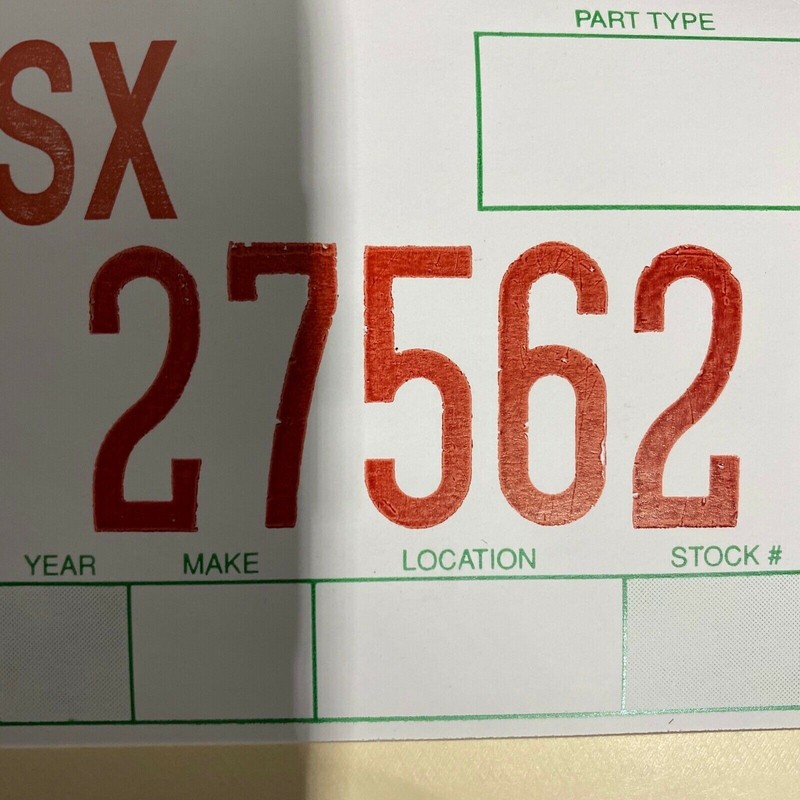 PART TYPE
SX
27562
YEAR MAKE LOCATION STOCK #